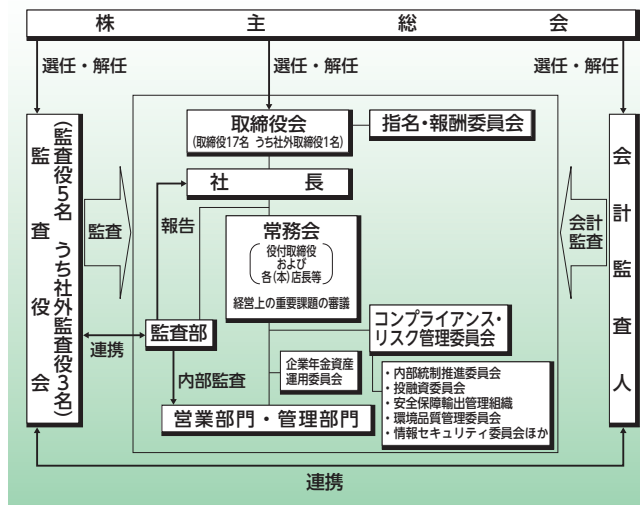 株主総会
選任・解任
選任・解任
選任・解任
取締役会
(取締役17名 うち社外取締役1名)
指名・報酬委員会
監査役会
(監査役5名 うち社外監査役3名)
会計監査人
社長
監査
報告
会計
監査
常務会
役付取締役
および
各(本)店長等
経営上の重要課題の審議
監査部
連携
コンプライアンス・
リスク管理委員会
内部監査
企業年金資産
運用委員会
・内部統制推進委員会
・投融資委員会
・安全保障輸出管理組織
・環境品質管理委員会
・情報セキュリティ委員会ほか
営業部門・管理部門
連携